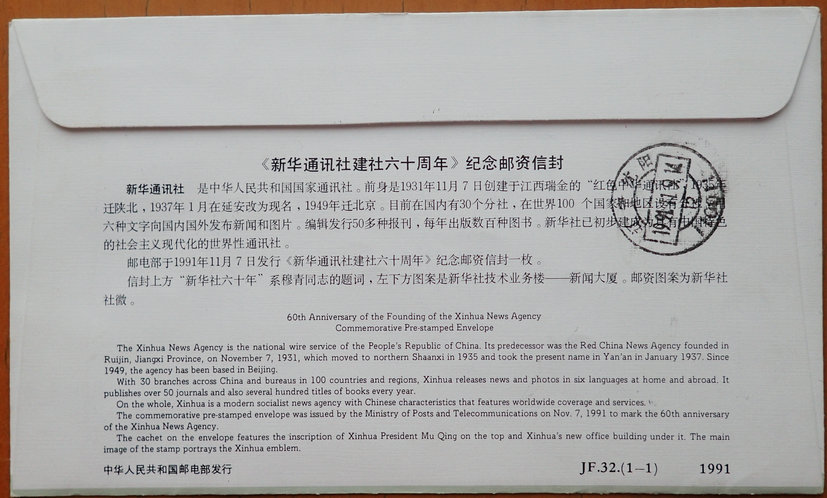 《新华通讯社建社六十周年》纪念邮资信封
新华通讯社 是中华人民共和国国家通讯社。前身是1931年11月7日创建于江西瑞金的“红色
迁陕北，1937年1月在延安改为现名，1949年迁北京。目前在国内有30个分社，在世界100个国家
六种文字向国内国外发布新闻和图片。编辑发行50多种报刊，每年出版数百种图书。新华社已初步建
的社会主义现代化的世界性通讯社。
邮电部于1991年11月7日发行《新华通讯社建社六十周年》纪念邮资信封一枚。
信封上方“新华社六十年”系穆青同志的题词，左下方图案是新华社技术业务楼——新闻大厦。邮资图案为新华社
社微。
60th Anniversary of the Founding of the Xinhua News Agency
Commemorative Pre-stamped Envelope
The Xinhua News Agency is the national wire service of the People's Republic of China. Its predecessor was the Red China News Agency founded in
Ruijin, Jiangxi Province, on November 7, 1931, which moved to northern Shaanxi in 1935 and took the present name in Yan'an in January 1937. Since
1949, the agency has been based in Beijing.
With 30 branches across China and bureaus in 100 countries and regions, Xinhua releases news and photos in six languages at home and abroad. It
publishes over 50 journals and also several hundred titles of books every year.
On the whole, Xinhua is a modern socialist news agency with Chinese characteristics that features worldwide coverage and services.
The commemorative pre-stamped envelope was issued by the Ministry of Posts and Telecommunications on Nov. 7, 1991 to mark the 60th anniversary
of the Xinhua News Agency.
The cachet on the envelope features the inscription of Xinhua President Mu Qing on the top and Xinhua's new office building under it. The main
image of the stamp portrays the Xinhua emblem.
中华人民共和国邮电部发行
JF.32.(1-1) 1991